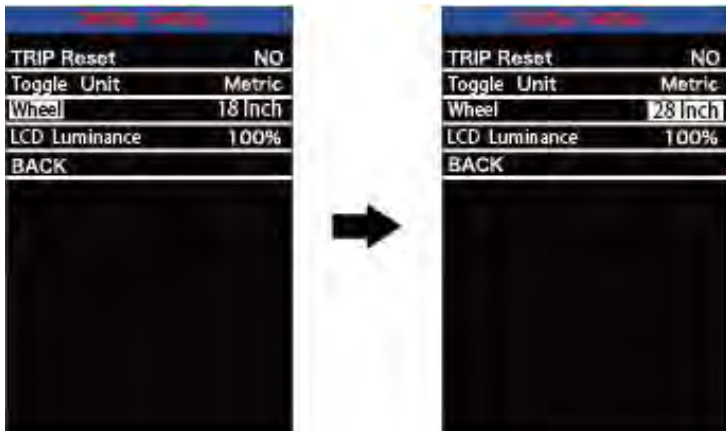 TRIP Reset NO
Toggle Unit Metric
Wheel 18 Inch
LCD Luminance 100%
BACK
TRIP Reset NO
Toggle Unit Metric
Wheel 28 Inch
LCD Luminance 100%
BACK